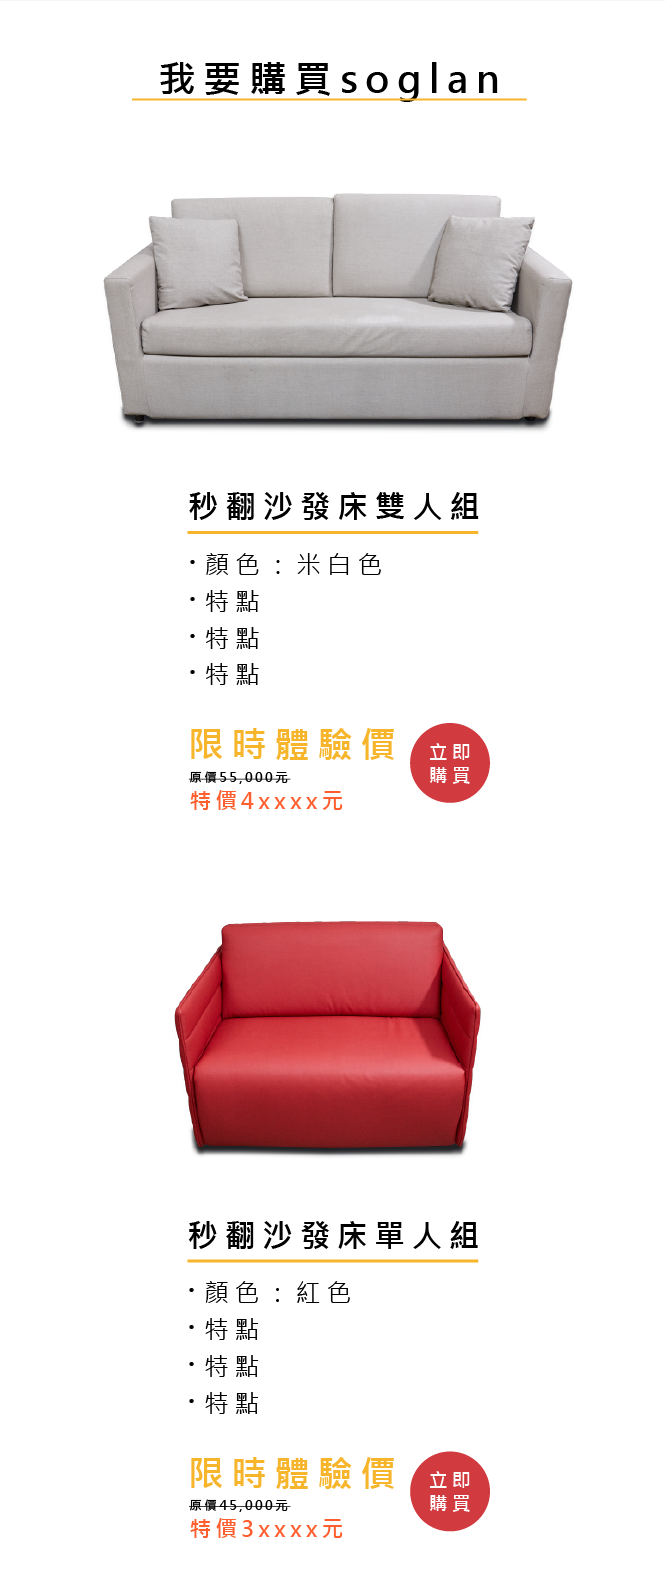 我要購買soglan
秒翻沙發床雙人組
·顏色：米白色
·特點
·特點
·特點
限時體驗價
原價55,000元
特價4xxxx元
立即
購買
秒翻沙發床單人組
·顏色：紅色
·特點
·特點
·特點
限時體驗價
原價45,000元
特價3xxxx元
立即
購買